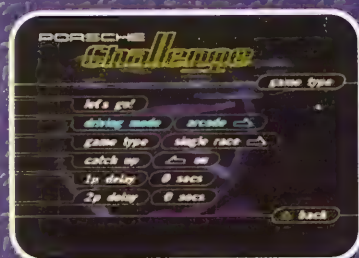 PORSCHE
Challenge
game type
let's go!
driving mode arcade
game type single race
catch up on
1p delay 0 secs
2p delay 0 secs
back